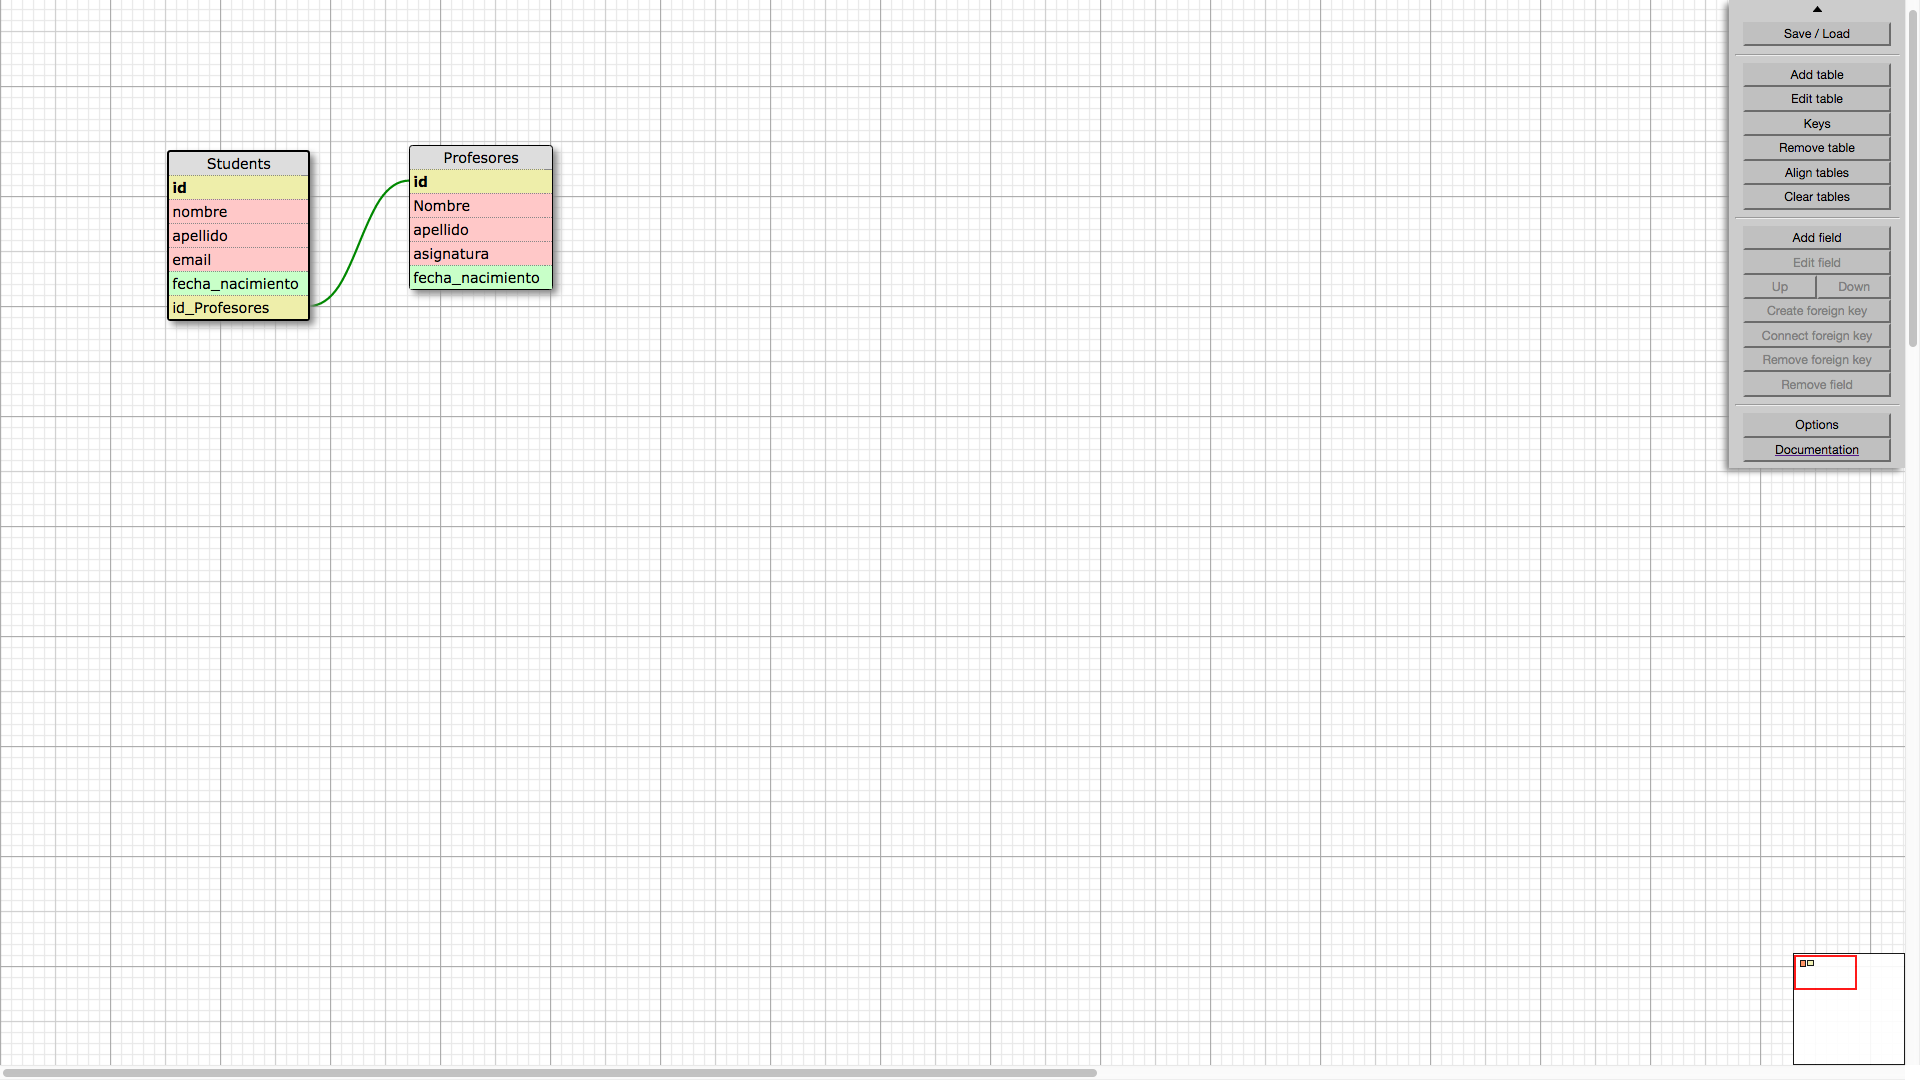 Students
id
nombre
apellido
email
fecha_nacimiento
id_Profesores
Profesores
id
Nombre
apellido
asignatura
fecha_nacimiento
Save / Load
Add table
Edit table
Keys
Remove table
Align tables
Clear tables
Add field
Edit field
Up Down
Create foreign key
Connect foreign key
Remove foreign key
Remove field
Options
Documentation